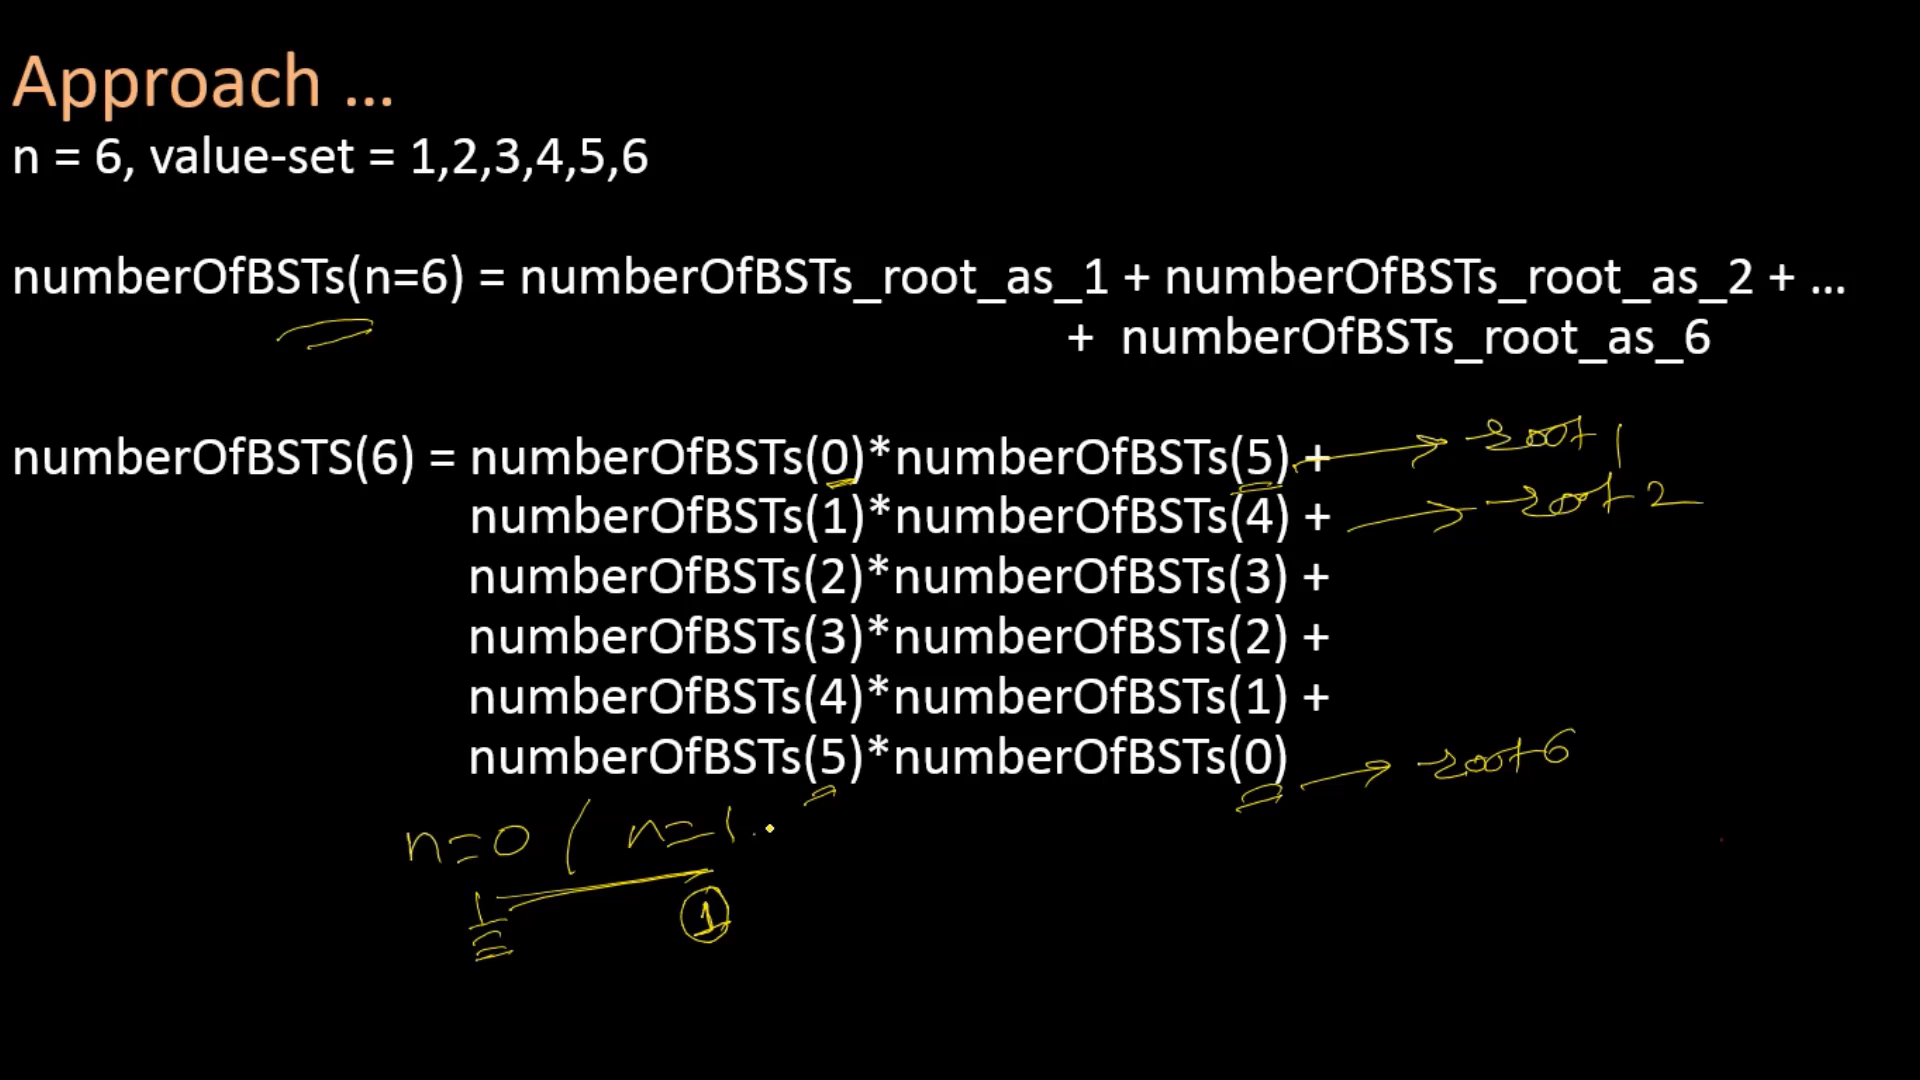 Approach ...
n = 6, value-set = 1,2,3,4,5,6
numberOfBSTs(n=6) = numberOfBSTs_root_as_1 + numberOfBSTs_root_as_2 + ...
+ numberOfBSTs_root_as_6
numberOfBSTS(6) = numberOfBSTs(0)*numberOfBSTs(5) + root 1
numberOfBSTs(1)*numberOfBSTs(4) + root 2
numberOfBSTs(2)*numberOfBSTs(3) +
numberOfBSTs(3)*numberOfBSTs(2) +
numberOfBSTs(4)*numberOfBSTs(1) +
numberOfBSTs(5)*numberOfBSTs(0) root 6
n=0 ( n=1
1 1